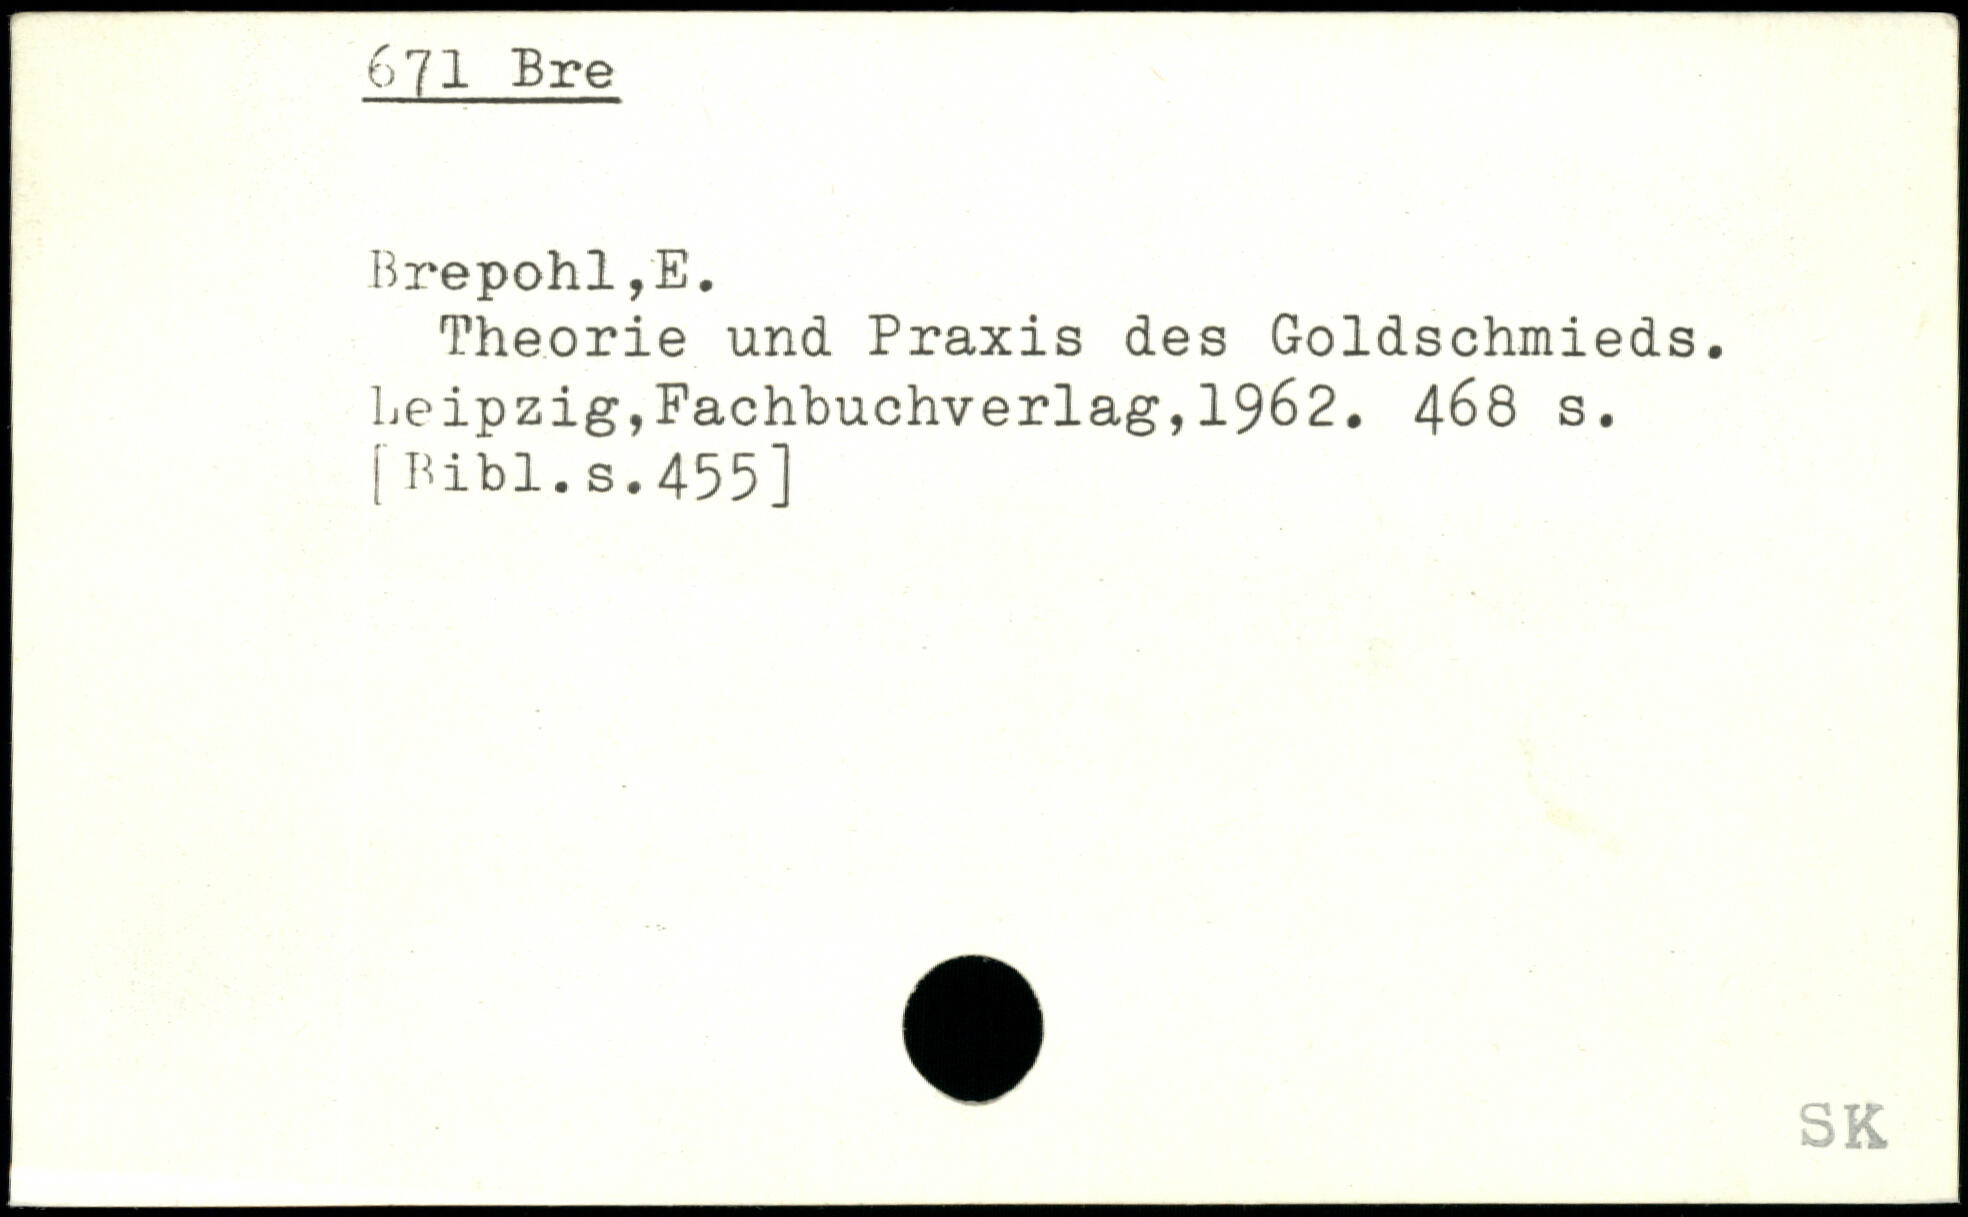 671 Bre
Brepohl,E.
Theorie und Praxis des Goldschmieds.
Leipzig,Fachbuchverlag,1962. 468 s.
[Bibl.s.455]
SK